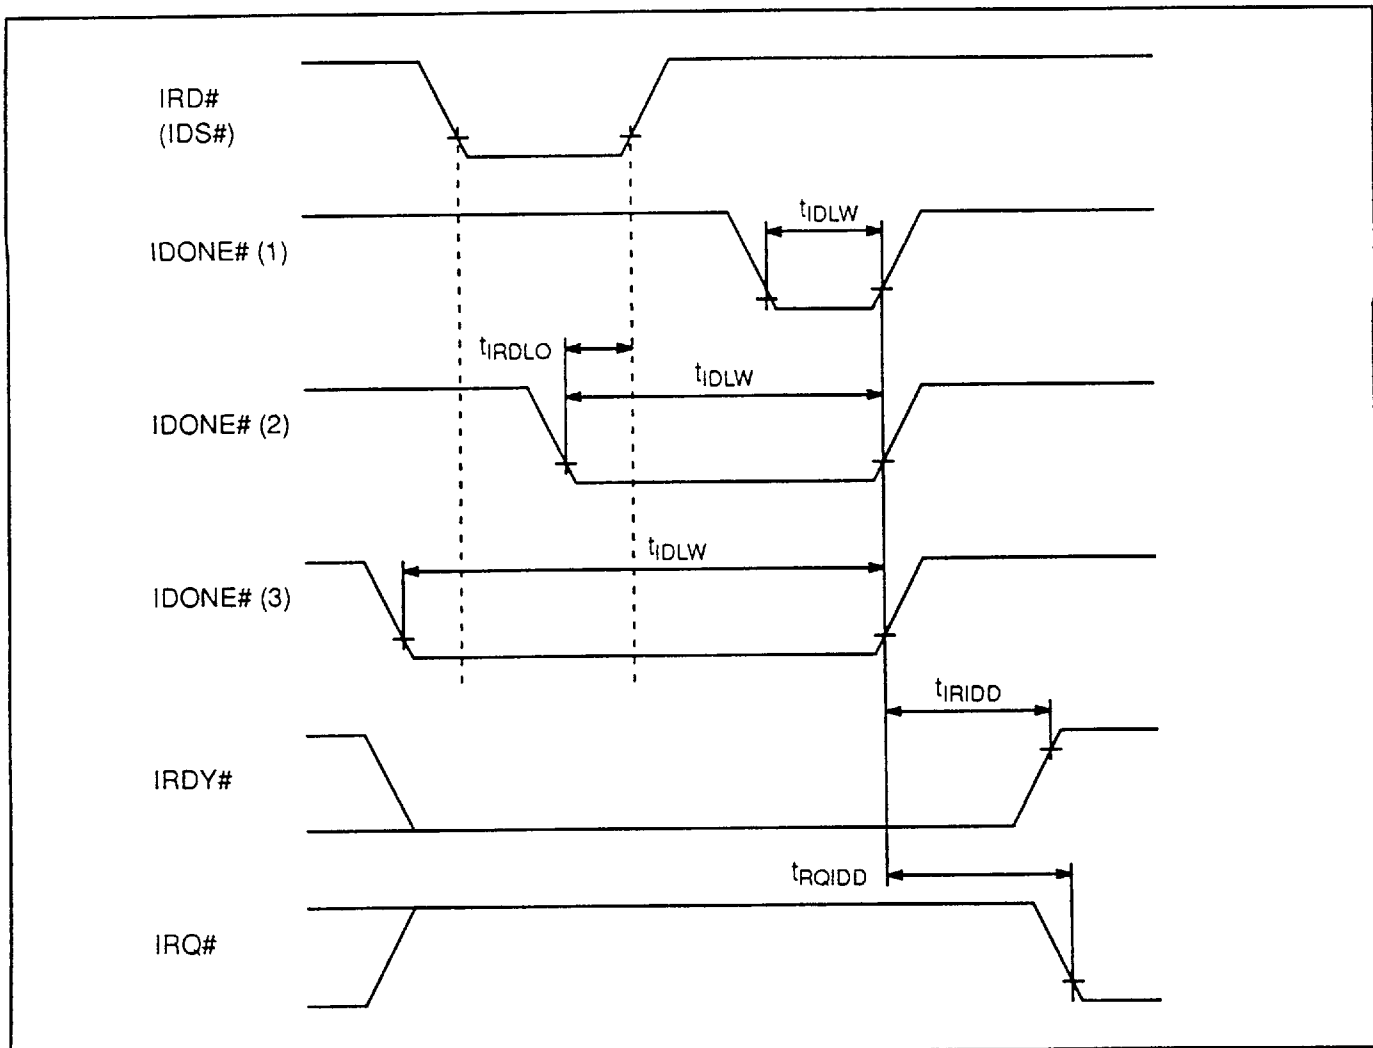 IRD#
(IDS#)
tIDLW
IDONE# (1)
tIRDLO
tIDLW
IDONE# (2)
tIDLW
IDONE# (3)
tIRIDD
IRDY#
tRQIDD
IRQ#